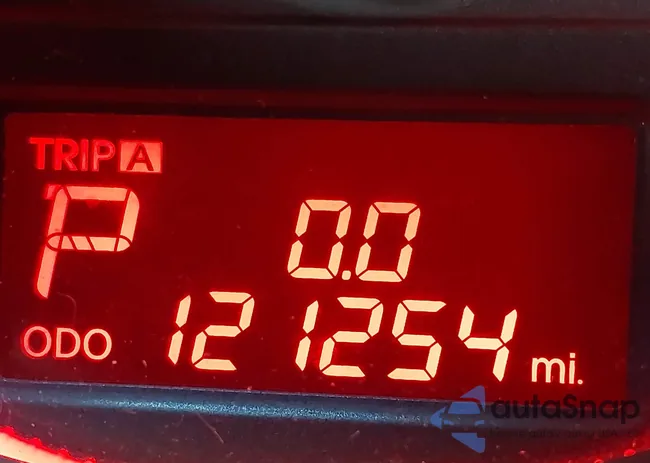 TRIP A
P 0.0
ODO 121254 mi.
autoSnap